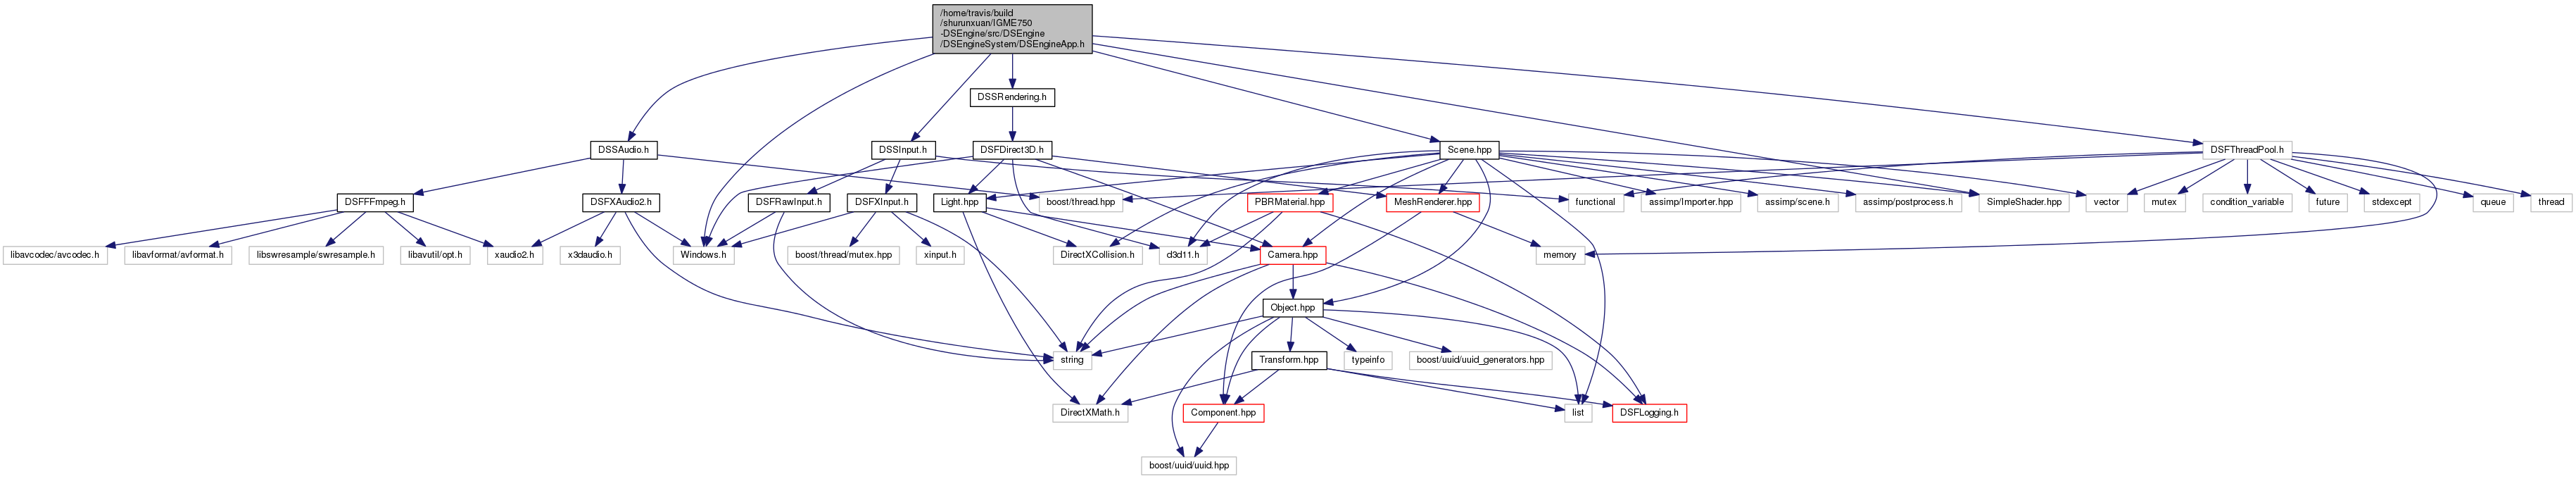 /home/travis/build
/shurunxuan/IGME750
-DSEngine/src/DSEngine
/DSEngineSystem/DSEngineApp.h
DSSRendering.h
DSSAudio.h
DSSInput.h
DSFDirect3D.h
Scene.hpp
DSFThreadPool.h
DSFFFmpeg.h
DSFXAudio2.h
DSFRawInput.h
DSFXInput.h
Light.hpp
boost/thread.hpp
PBRMaterial.hpp
MeshRenderer.hpp
functional
assimp/Importer.hpp
assimp/scene.h
assimp/postprocess.h
SimpleShader.hpp
vector
mutex
condition_variable
future
stdexcept
queue
thread
libavcodec/avcodec.h
libavformat/avformat.h
libswresample/swresample.h
libavutil/opt.h
xaudio2.h
x3daudio.h
Windows.h
boost/thread/mutex.hpp
xinput.h
DirectXCollision.h
d3d11.h
Camera.hpp
memory
Object.hpp
string
Transform.hpp
typeinfo
boost/uuid/uuid_generators.hpp
DirectXMath.h
Component.hpp
list
DSFLogging.h
boost/uuid/uuid.hpp